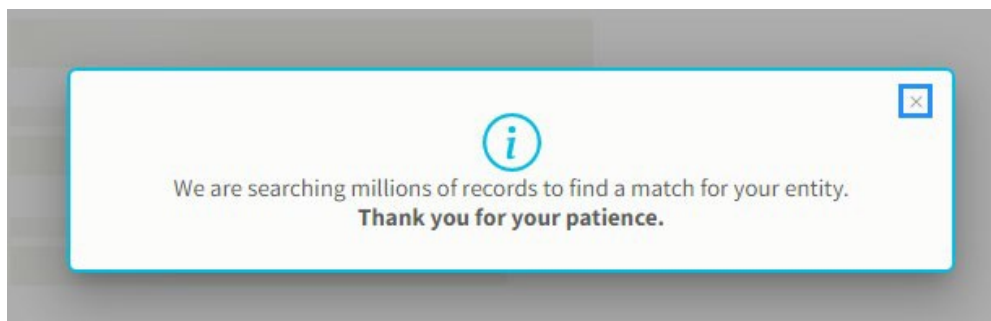 ×
i
We are searching millions of records to find a match for your entity.
Thank you for your patience.